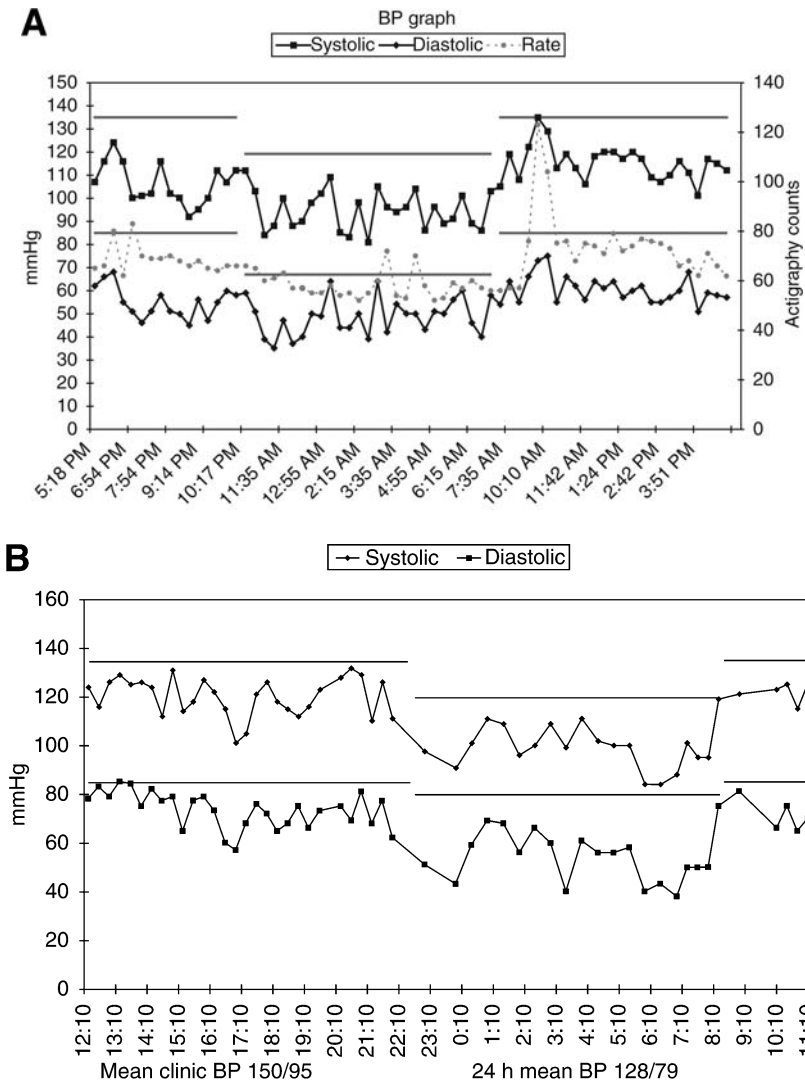 A
BP graph
Systolic Diastolic Rate
150
140
130
120
110
100
90
80
70
60
50
40
30
20
10
0
mmHg
140
120
100
80
60
40
20
0
Actigraphy counts
5:18 PM
6:54 PM
7:54 PM
9:14 PM
10:17 PM
11:35 AM
12:55 AM
2:15 AM
3:35 AM
4:55 AM
6:15 AM
7:35 AM
10:10 AM
11:42 AM
1:24 PM
2:42 PM
3:51 PM
B
Systolic Diastolic
160
140
120
100
80
60
40
20
0
mmHg
12:10
13:10
14:10
15:10
16:10
17:10
18:10
19:10
20:10
21:10
22:10
23:10
0:10
1:10
2:10
3:10
4:10
5:10
6:10
7:10
8:10
9:10
10:10
11:10
Mean clinic BP 150/95 24 h mean BP 128/79